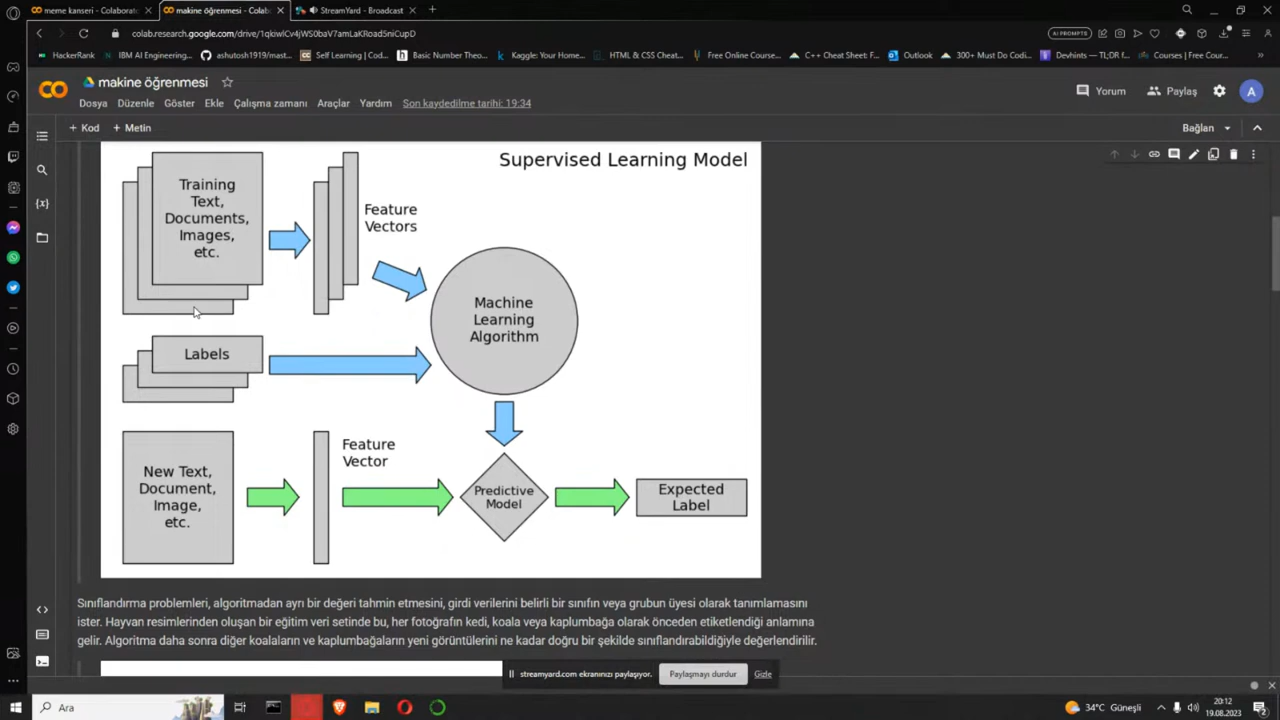 meme kanseri - Colaborato
makine öğrenmesi - Colab
StreamYard - Broadcast
colab.research.google.com/drive/1qkiwlCv4jWS0baV7amLaKRoad5niCupD
AI PROMPTS
HackerRank
IBM AI Engineering...
ashutosh1919/mast...
Self Learning | Cod...
Basic Number Theo...
Kaggle: Your Home...
HTML & CSS Cheat...
Free Online Course...
C++ Cheat Sheet: F...
Outlook
300+ Must Do Codi...
Devhints — TL;DR f...
Courses | Free Cour...
makine öğrenmesi
Yorum
Paylaş
A
Dosya Düzenle Göster Ekle Çalışma zamanı Araçlar Yardım Son kaydedilme tarihi: 19:34
+ Kod + Metin
Bağlan
Supervised Learning Model
Training
Text,
Documents,
Images,
etc.
Feature
Vectors
Machine
Learning
Algorithm
Labels
New Text,
Document,
Image,
etc.
Feature
Vector
Predictive
Model
Expected
Label
Sınıflandırma problemleri, algoritmadan ayrı bir değeri tahmin etmesini, girdi verilerini belirli bir sınıfın veya grubun üyesi olarak tanımlamasını
ister. Hayvan resimlerinden oluşan bir eğitim veri setinde bu, her fotoğrafın kedi, koala veya kaplumbağa olarak önceden etiketlendiği anlamına
gelir. Algoritma daha sonra diğer koalaların ve kaplumbağaların yeni görüntülerini ne kadar doğru bir şekilde sınıflandırabildiğiyle değerlendirilir.
streamyard.com ekranınızı paylaşıyor.
Paylaşmayı durdur
Gizle
Ara
34°C Güneşli
20:12
19.08.2023
2